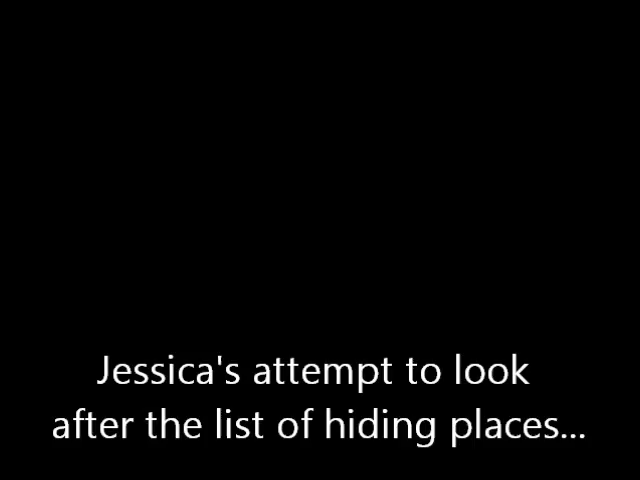 Jessica's attempt to look
after the list of hiding places...